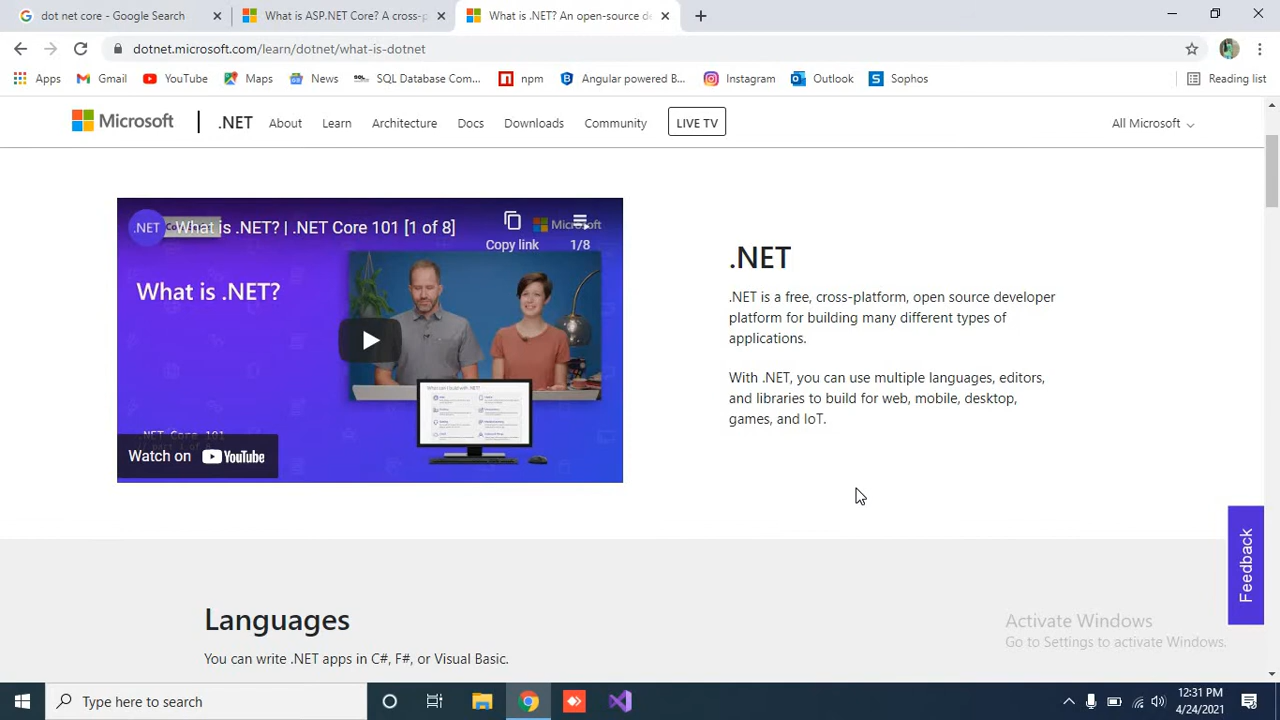 dot net core - Google Search
What is ASP.NET Core? A cross-p
What is .NET? An open-source de
dotnet.microsoft.com/learn/dotnet/what-is-dotnet
Apps
Gmail
YouTube
Maps
News
SQL Database Com...
npm
Angular powered B...
Instagram
Outlook
Sophos
Reading list
Microsoft
.NET
About
Learn
Architecture
Docs
Downloads
Community
LIVE TV
All Microsoft
.NET
What is .NET? | .NET Core 101 [1 of 8]
Copy link
1/8
Microsoft
What is .NET?
Watch on YouTube
.NET
.NET is a free, cross-platform, open source developer
platform for building many different types of
applications.
With .NET, you can use multiple languages, editors,
and libraries to build for web, mobile, desktop,
games, and IoT.
Feedback
Languages
You can write .NET apps in C#, F#, or Visual Basic.
Activate Windows
Go to Settings to activate Windows.
Type here to search
12:31 PM
4/24/2021